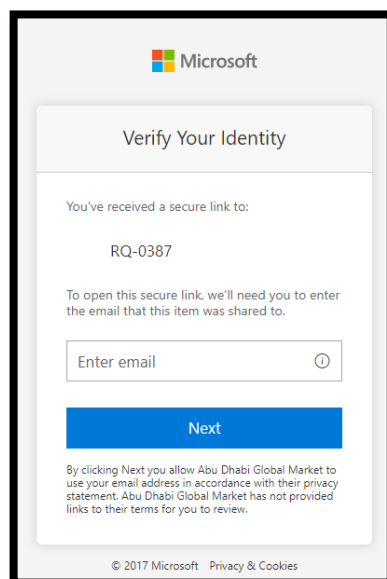 Microsoft
Verify Your Identity
You've received a secure link to:
RQ-0387
To open this secure link, we'll need you to enter
the email that this item was shared to.
Enter email
Next
By clicking Next you allow Abu Dhabi Global Market to
use your email address in accordance with their privacy
statement. Abu Dhabi Global Market has not provided
links to their terms for you to review.
© 2017 Microsoft Privacy & Cookies